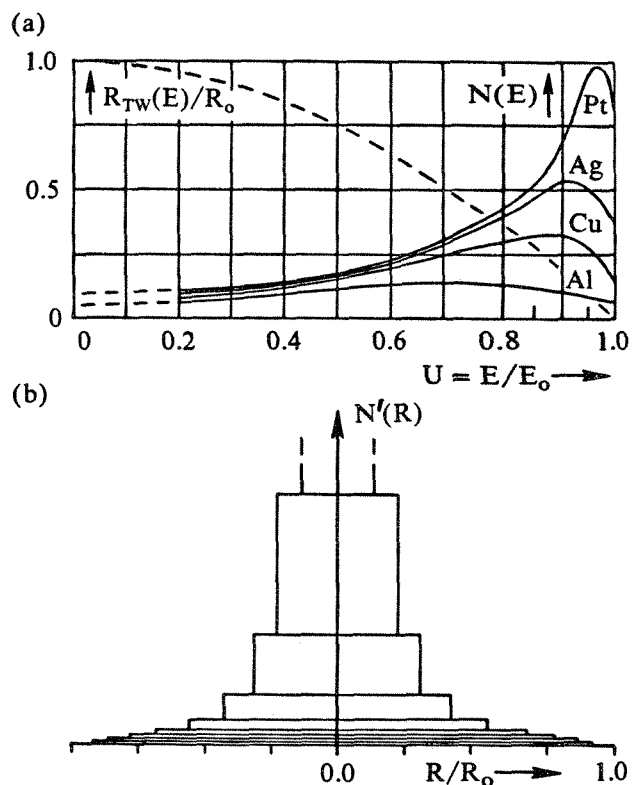 (a)
1.0
R_TW(E)/R_o
N(E)
Pt
Ag
0.5
Cu
Al
0
0 0.2 0.4 0.6 0.8 1.0
U = E/E_o
(b)
N'(R)
0.0 R/R_o 1.0